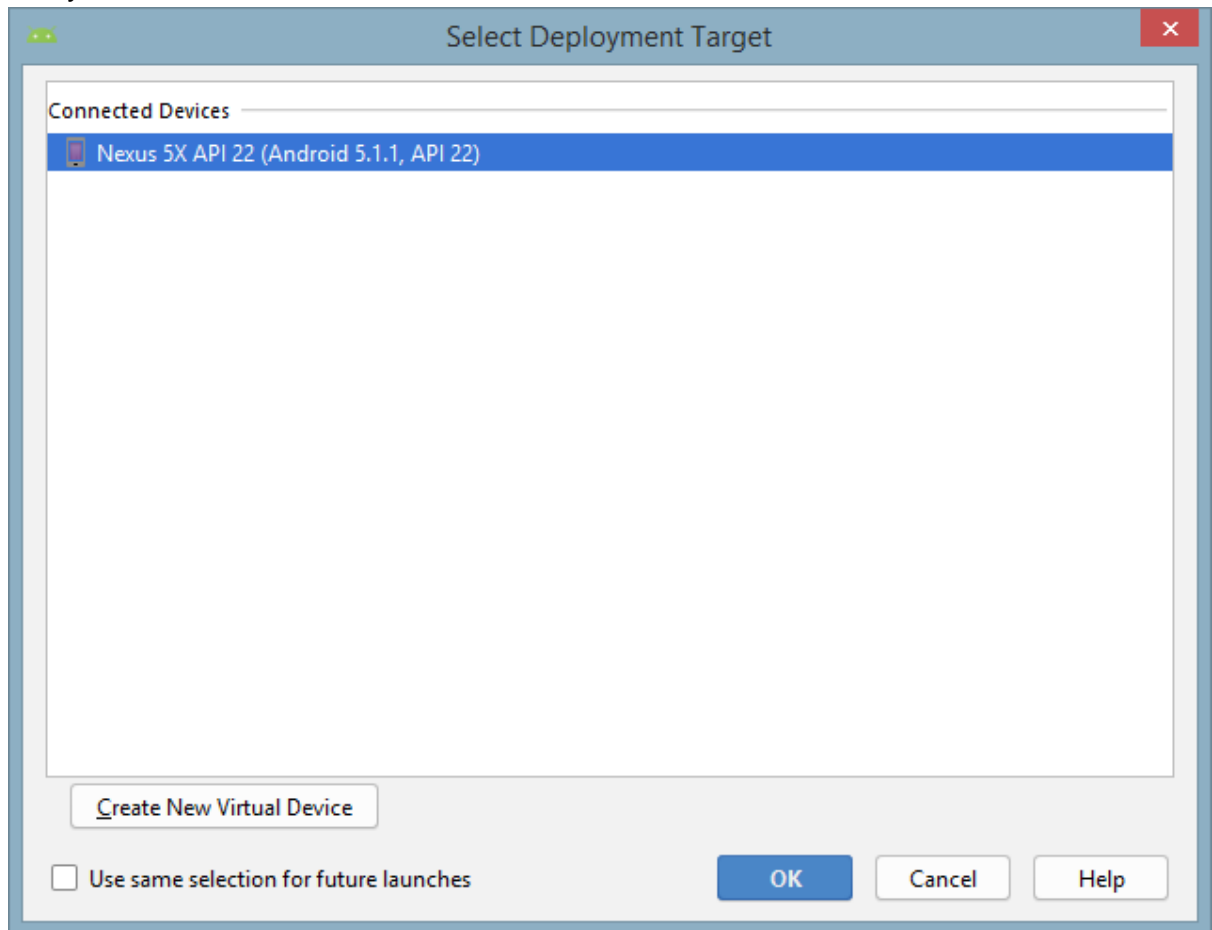 Select Deployment Target
Connected Devices
Nexus 5X API 22 (Android 5.1.1, API 22)
Create New Virtual Device
Use same selection for future launches
OK
Cancel
Help